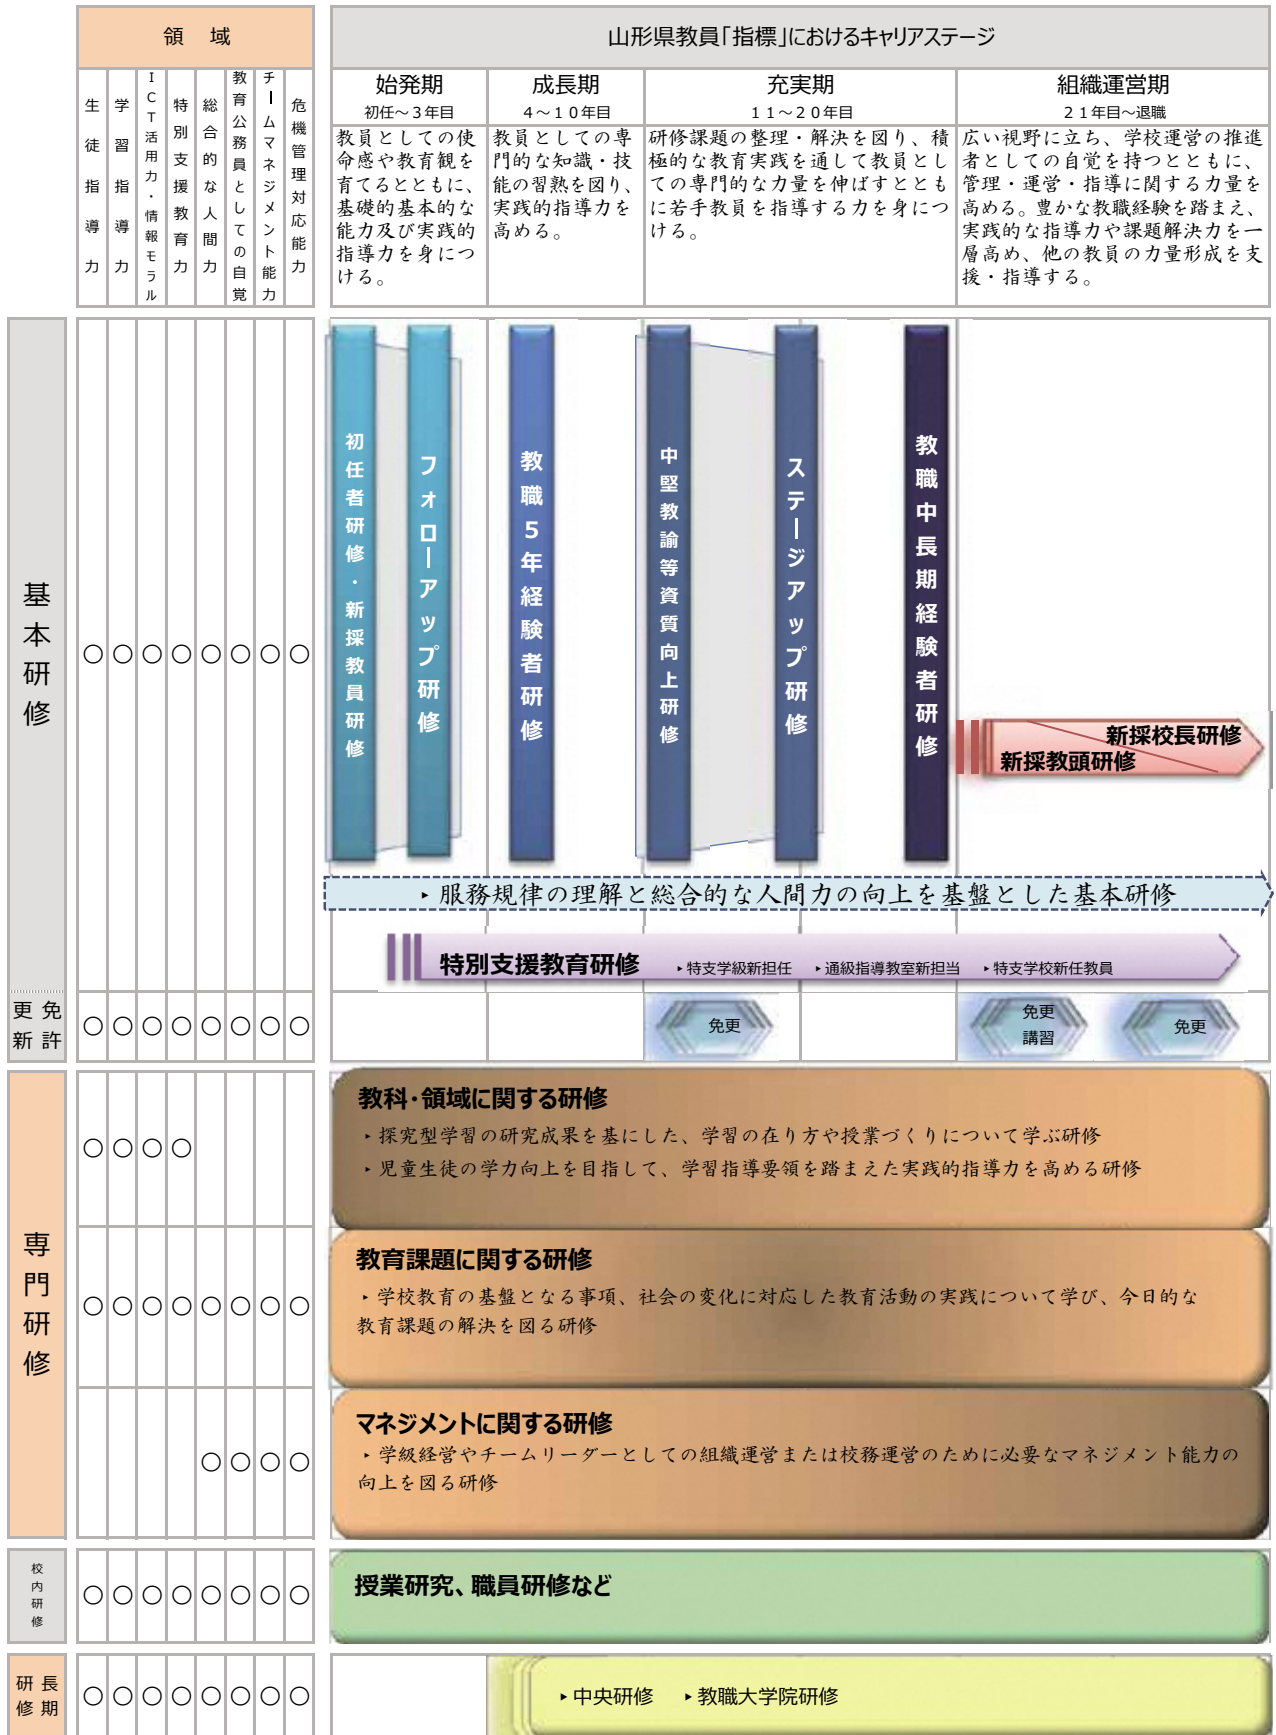 領　域
山形県教員「指標」におけるキャリアステージ
生徒指導力
学習指導力
ＩＣＴ活用力・情報モラル
特別支援教育力
総合的な人間力
教育公務員としての自覚
チームマネジメント能力
危機管理対応能力
始発期
初任～３年目
成長期
４～１０年目
充実期
１１～２０年目
組織運営期
２１年目～退職
教員としての使
命感や教育観を
育てるとともに、
基礎的基本的な
能力及び実践的
指導力を身につ
ける。
教員としての専
門的な知識・技
能の習熟を図り、
実践的指導力を
高める。
研修課題の整理・解決を図り、積
極的な教育実践を通して教員とし
ての専門的な力量を伸ばすととも
に若手教員を指導する力を身につ
ける。
広い視野に立ち、学校運営の推進
者としての自覚を持つとともに、
管理・運営・指導に関する力量を
高める。豊かな教職経験を踏まえ、
実践的な指導力や課題解決力を一
層高め、他の教員の力量形成を支
援・指導する。
基本研修
○○○○○○○○
初任者研修・新採教員研修
フォローアップ研修
教職５年経験者研修
中堅教諭等資質向上研修
ステージアップ研修
教職中長期経験者研修
新採校長研修
新採教頭研修
‣服務規律の理解と総合的な人間力の向上を基盤とした基本研修
特別支援教育研修　‣特支学級新担任　‣通級指導教室新担当　‣特支学校新任教員
免許
更新
○○○○○○○○
免更
免更
講習
免更
専門研修
○○○○
教科・領域に関する研修
‣探究型学習の研究成果を基にした、学習の在り方や授業づくりについて学ぶ研修
‣児童生徒の学力向上を目指して、学習指導要領を踏まえた実践的指導力を高める研修
○○○○○○○○
教育課題に関する研修
‣学校教育の基盤となる事項、社会の変化に対応した教育活動の実践について学び、今日的な
教育課題の解決を図る研修
○○○○
マネジメントに関する研修
‣学級経営やチームリーダーとしての組織運営または校務運営のために必要なマネジメント能力の
向上を図る研修
校内研修
○○○○○○○○
授業研究、職員研修など
長期
研修
○○○○○○○○
‣中央研修　‣教職大学院研修